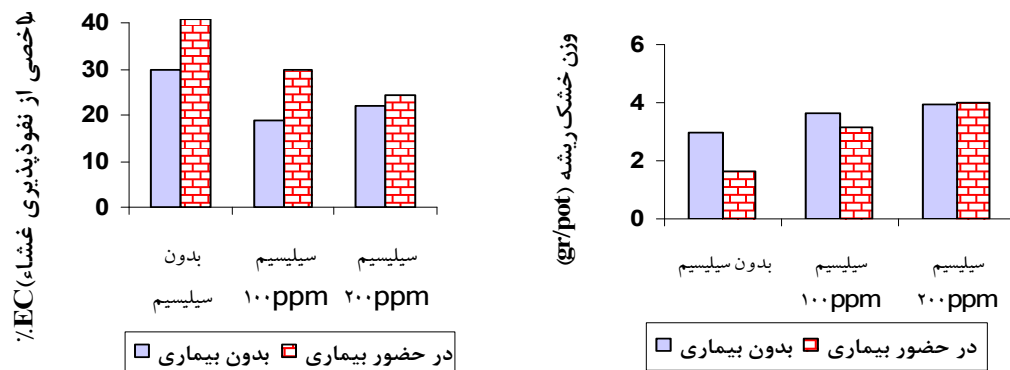 شاخصی از نفوذپذیری غشاء(EC٪
40
30
20
10
0
بدون سیلیسیم
سیلیسیم ۱۰۰ppm
سیلیسیم ۲۰۰ppm
بدون بیماری
در حضور بیماری
وزن خشک ریشه (gr/pot)
6
4
2
0
بدون سیلیسیم
سیلیسیم ۱۰۰ppm
سیلیسیم ۲۰۰ppm
بدون بیماری
در حضور بیماری